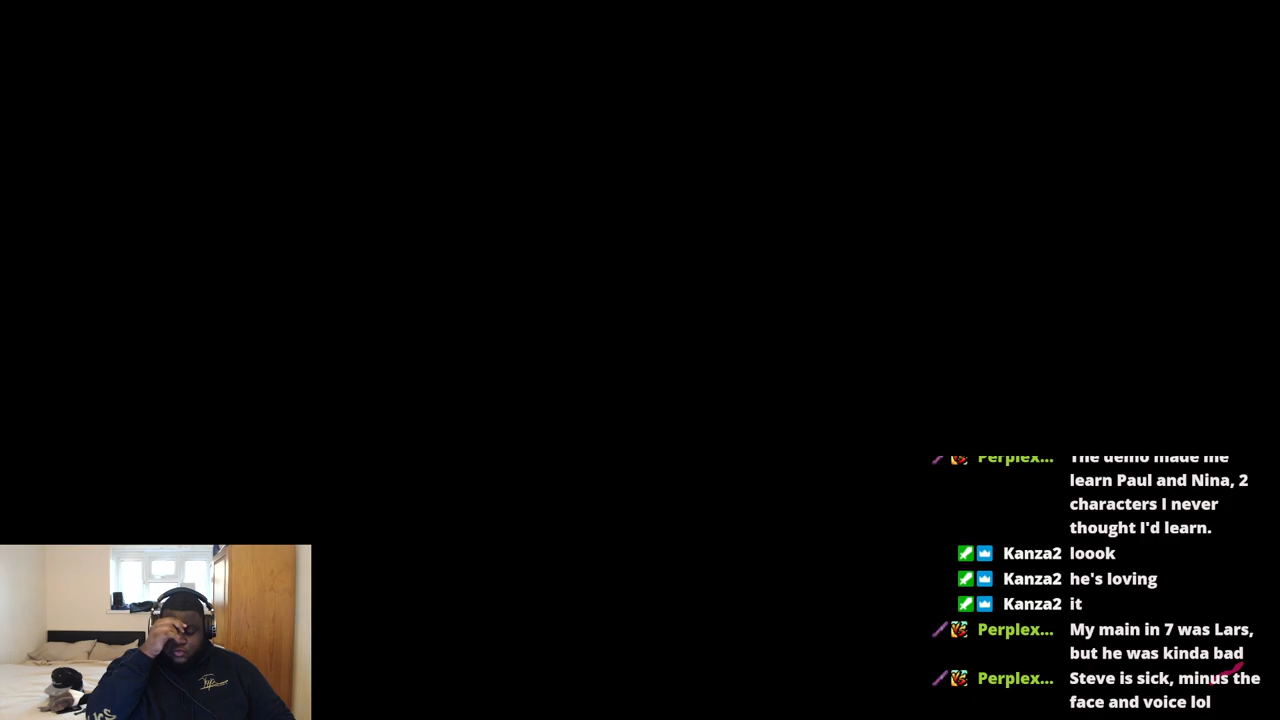 Perplex... The demo made me
learn Paul and Nina, 2
characters I never
thought I'd learn.
Kanza2 loook
Kanza2 he's loving
Kanza2 it
Perplex... My main in 7 was Lars,
but he was kinda bad
Perplex... Steve is sick, minus the
face and voice lol